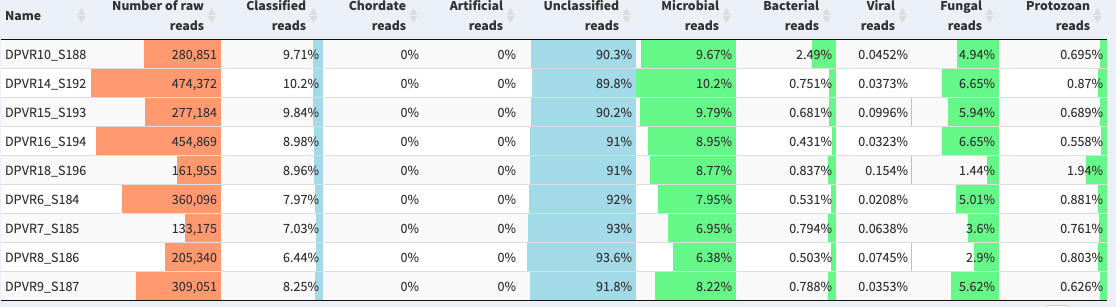 Name Number of raw reads Classified reads Chordate reads Artificial reads Unclassified reads Microbial reads Bacterial reads Viral reads Fungal reads Protozoan reads
DPVR10_S188 280,851 9.71% 0% 0% 90.3% 9.67% 2.49% 0.0452% 4.94% 0.695%
DPVR14_S192 474,372 10.2% 0% 0% 89.8% 10.2% 0.751% 0.0373% 6.65% 0.87%
DPVR15_S193 277,184 9.84% 0% 0% 90.2% 9.79% 0.681% 0.0996% 5.94% 0.689%
DPVR16_S194 454,869 8.98% 0% 0% 91% 8.95% 0.431% 0.0323% 6.65% 0.558%
DPVR18_S196 161,955 8.96% 0% 0% 91% 8.77% 0.837% 0.154% 1.44% 1.94%
DPVR6_S184 360,096 7.97% 0% 0% 92% 7.95% 0.531% 0.0208% 5.01% 0.881%
DPVR7_S185 133,175 7.03% 0% 0% 93% 6.95% 0.794% 0.0638% 3.6% 0.761%
DPVR8_S186 205,340 6.44% 0% 0% 93.6% 6.38% 0.503% 0.0745% 2.9% 0.803%
DPVR9_S187 309,051 8.25% 0% 0% 91.8% 8.22% 0.788% 0.0353% 5.62% 0.626%